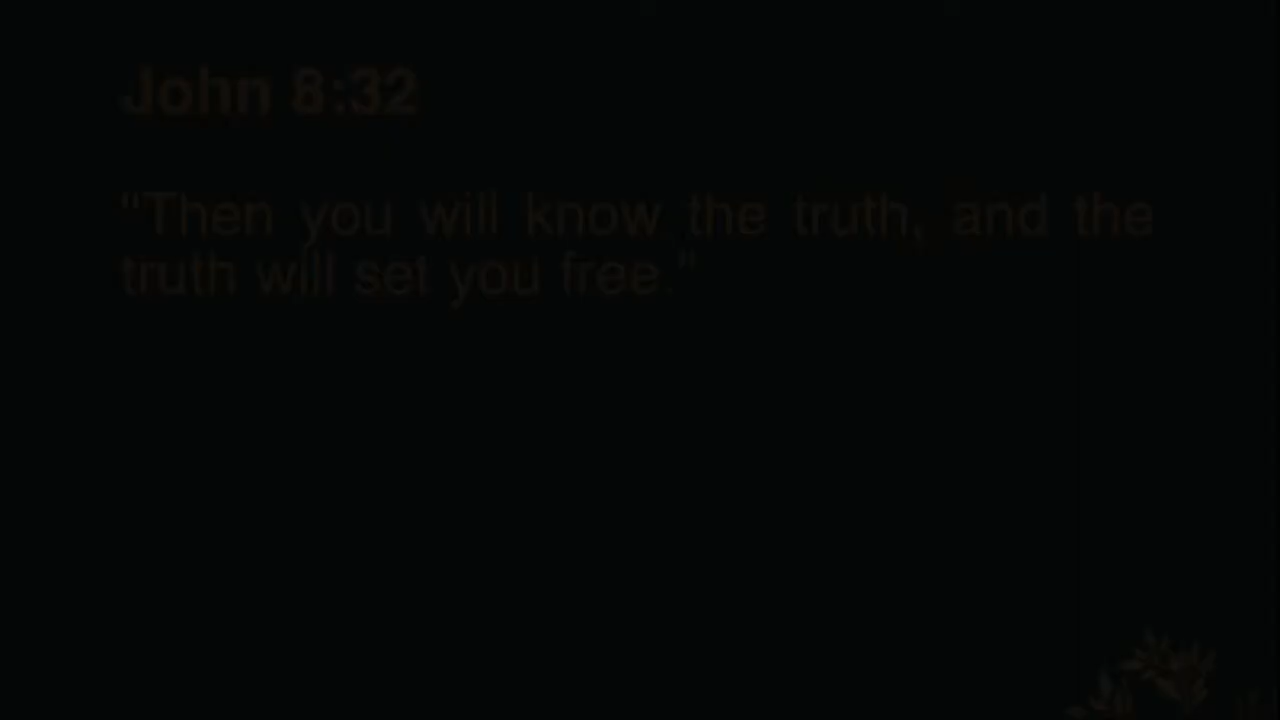 John 8:32
"Then you will know the truth, and the
truth will set you free."